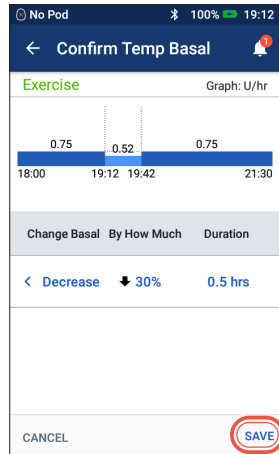 No Pod 100% 19:12
Confirm Temp Basal 1
Exercise Graph: U/hr
0.75 0.52 0.75
18:00 19:12 19:42 21:30
Change Basal By How Much Duration
Decrease 30% 0.5 hrs
CANCEL SAVE